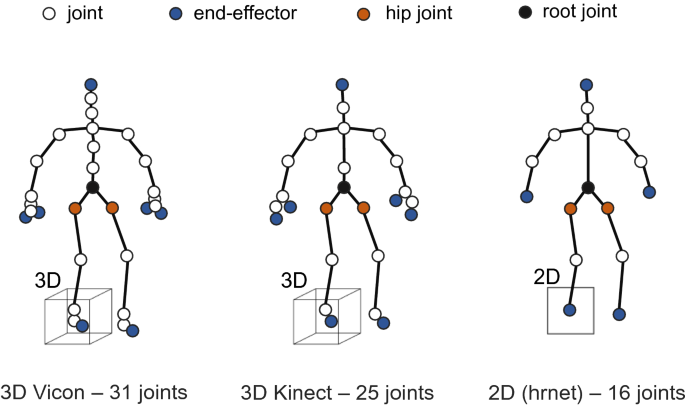 joint end-effector hip joint root joint
3D 3D 2D
3D Vicon – 31 joints 3D Kinect – 25 joints 2D (hrnet) – 16 joints